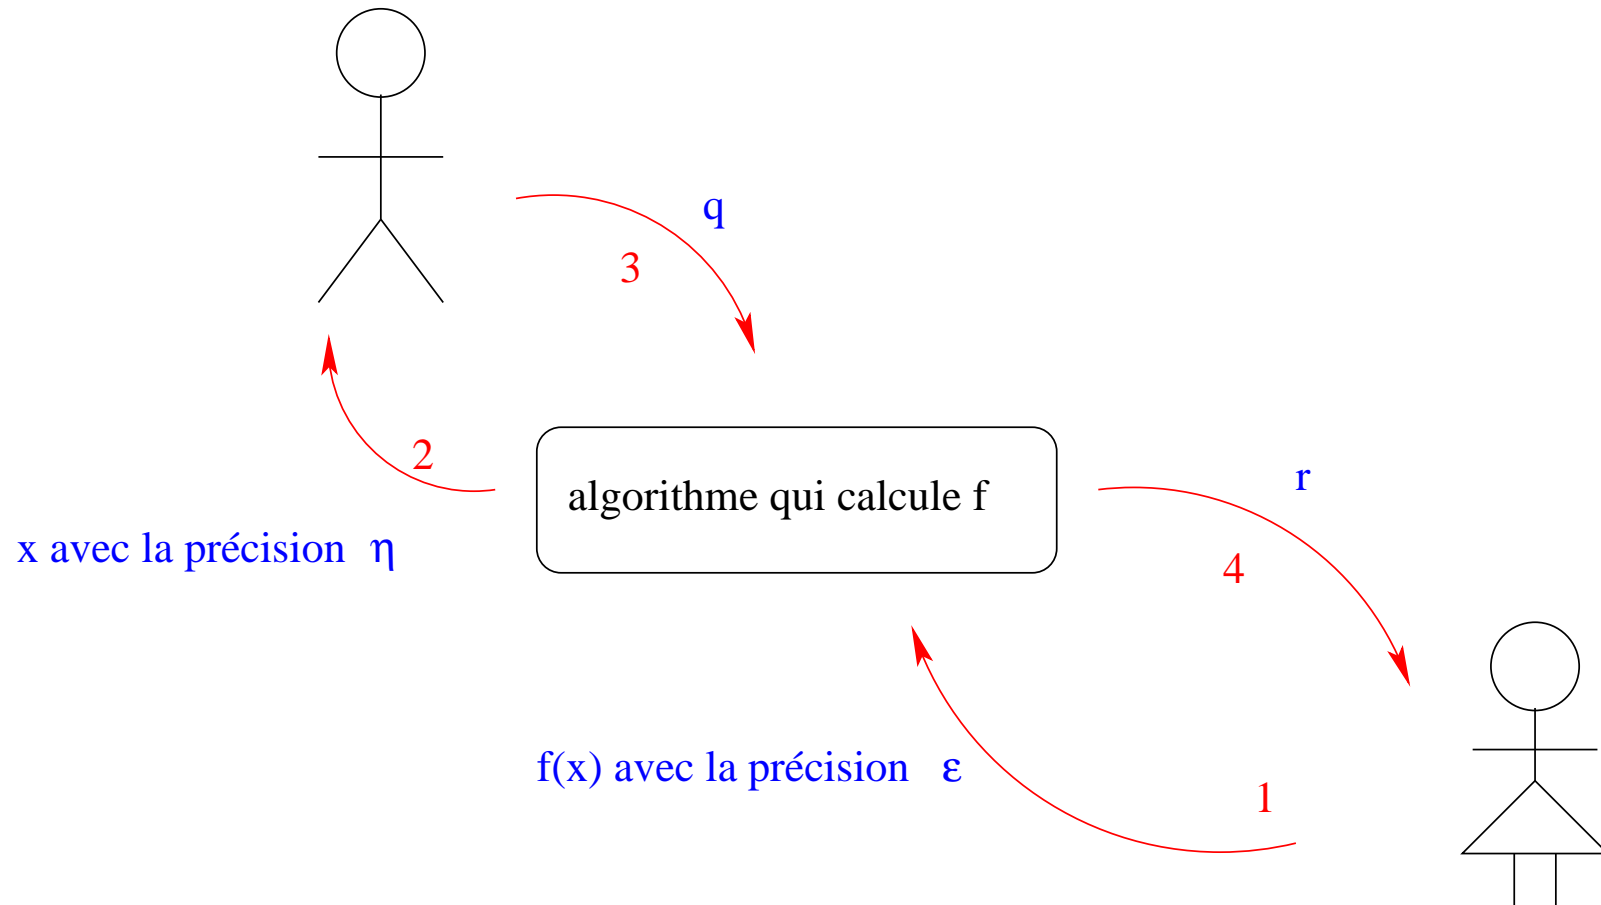 q
3
2
algorithme qui calcule f
r
x avec la précision η
4
f(x) avec la précision ε
1